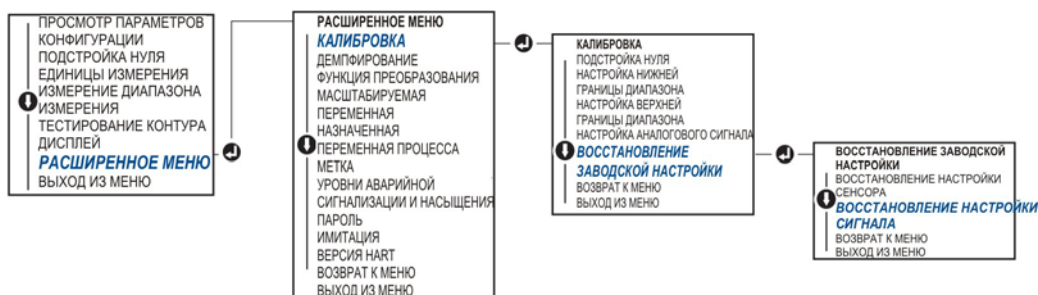 ПРОСМОТР ПАРАМЕТРОВ
КОНФИГУРАЦИИ
ПОДСТРОЙКА НУЛЯ
ЕДИНИЦЫ ИЗМЕРЕНИЯ
ИЗМЕРЕНИЕ ДИАПАЗОНА
ИЗМЕРЕНИЯ
ТЕСТИРОВАНИЕ КОНТУРА
ДИСПЛЕЙ
РАСШИРЕННОЕ МЕНЮ
ВЫХОД ИЗ МЕНЮ
РАСШИРЕННОЕ МЕНЮ
КАЛИБРОВКА
ДЕМПФИРОВАНИЕ
ФУНКЦИЯ ПРЕОБРАЗОВАНИЯ
МАСШТАБИРУЕМАЯ
ПЕРЕМЕННАЯ
НАЗНАЧЕННАЯ
ПЕРЕМЕННАЯ ПРОЦЕССА
МЕТКА
УРОВНИ АВАРИЙНОЙ
СИГНАЛИЗАЦИИ И НАСЫЩЕНИЯ
ПАРОЛЬ
ИМИТАЦИЯ
ВЕРСИЯ HART
ВОЗВРАТ К МЕНЮ
ВЫХОД ИЗ МЕНЮ
КАЛИБРОВКА
ПОДСТРОЙКА НУЛЯ
НАСТРОЙКА НИЖНЕЙ
ГРАНИЦЫ ДИАПАЗОНА
НАСТРОЙКА ВЕРХНЕЙ
ГРАНИЦЫ ДИАПАЗОНА
НАСТРОЙКА АНАЛОГОВОГО СИГНАЛА
ВОССТАНОВЛЕНИЕ
ЗАВОДСКОЙ НАСТРОЙКИ
ВОЗВРАТ К МЕНЮ
ВЫХОД ИЗ МЕНЮ
ВОССТАНОВЛЕНИЕ ЗАВОДСКОЙ
НАСТРОЙКИ
ВОССТАНОВЛЕНИЕ НАСТРОЙКИ
СЕНСОРА
ВОССТАНОВЛЕНИЕ НАСТРОЙКИ
СИГНАЛА
ВОЗВРАТ К МЕНЮ
ВЫХОД ИЗ МЕНЮ